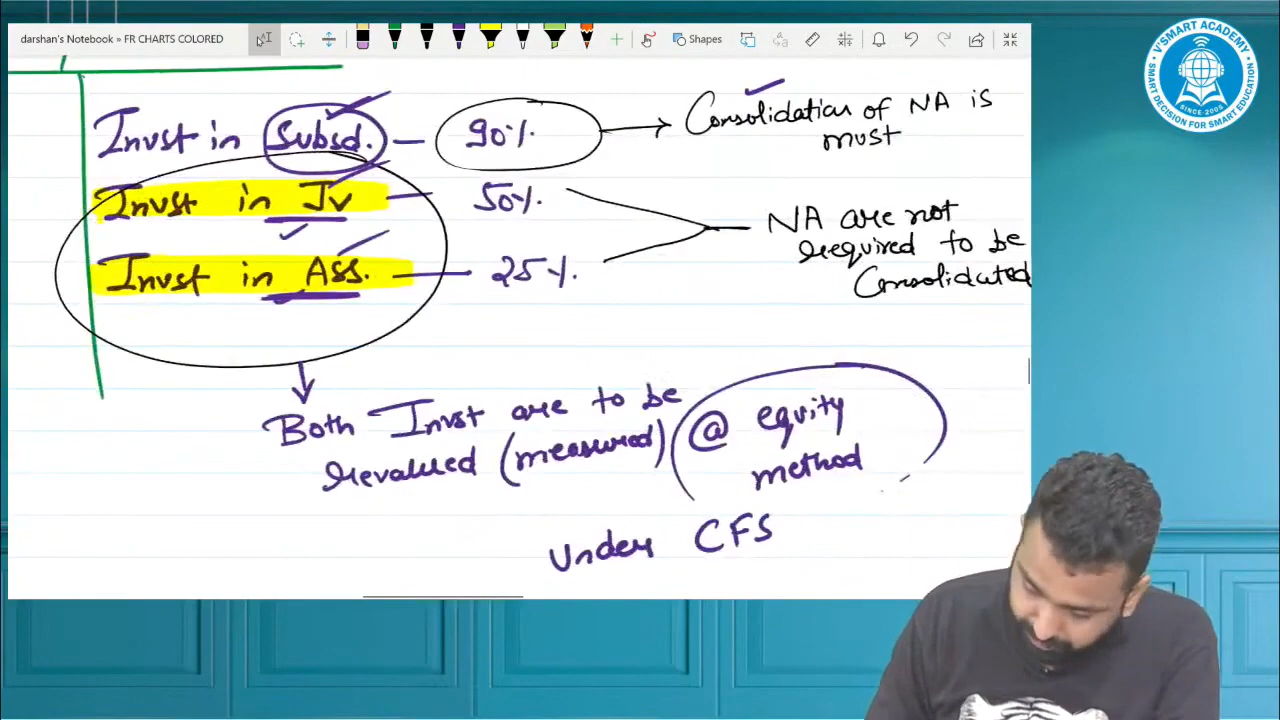 darshan's Notebook » FR CHARTS COLORED
Shapes
V'SMART ACADEMY
SMART DECISION FOR SMART EDUCATION
SINCE-2005
Invst in Subsd. — 90%. → Consolidation of NA is
must
Invst in Jv — 50%.
Invst in Ass. — 25%.
NA are not
required to be
Consolidated
Both Invst are to be
revalued (measured) @ equity
method
under CFS